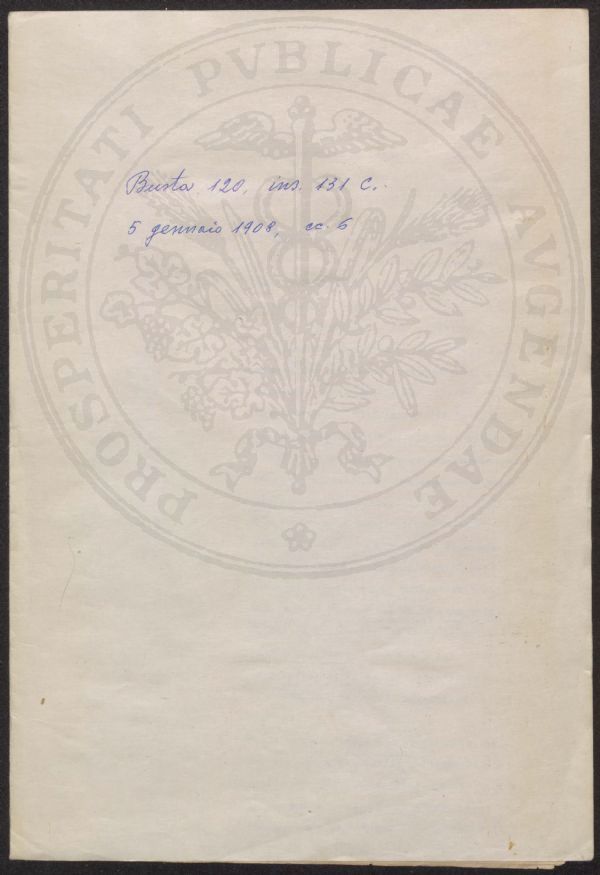 PROSPERITATI PVBLICAE AVGENDAE
Busta 120, ins. 131 C.
5 gennaio 1908, cc. 6